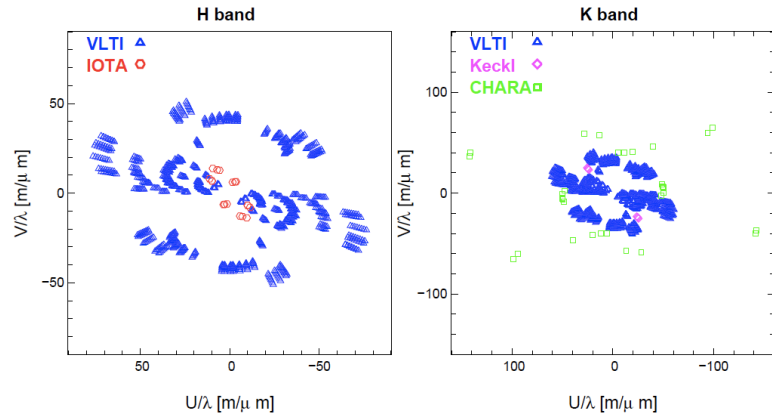 H band
VLTI
IOTA
50
0
−50
50
0
−50
U/λ [m/μ m]
V/λ [m/μ m]
K band
VLTI
KeckI
CHARA
100
0
−100
100
0
−100
U/λ [m/μ m]
V/λ [m/μ m]